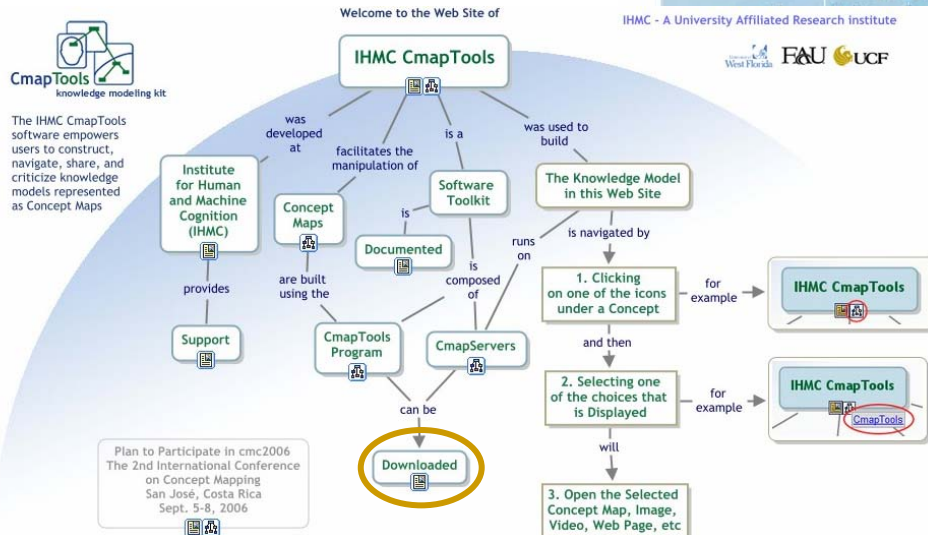 Welcome to the Web Site of
IHMC - A University Affiliated Research institute
IHMC CmapTools
West Florida
FAU
UCF
CmapTools
knowledge modeling kit
The IHMC CmapTools
software empowers
users to construct,
navigate, share, and
criticize knowledge
models represented
as Concept Maps
was
developed
at
facilitates the
manipulation of
is a
was used to
build
Institute
for Human
and Machine
Cognition
(IHMC)
Concept
Maps
Software
Toolkit
The Knowledge Model
in this Web Site
is
Documented
runs
on
is navigated by
provides
are built
using the
is
composed
of
1. Clicking
on one of the icons
under a Concept
for
example
IHMC CmapTools
Support
CmapTools
Program
CmapServers
and then
2. Selecting one
of the choices that
is Displayed
for
example
IHMC CmapTools
CmapTools
can be
will
Downloaded
Plan to Participate in cmc2006
The 2nd International Conference
on Concept Mapping
San José, Costa Rica
Sept. 5-8, 2006
3. Open the Selected
Concept Map, Image,
Video, Web Page, etc